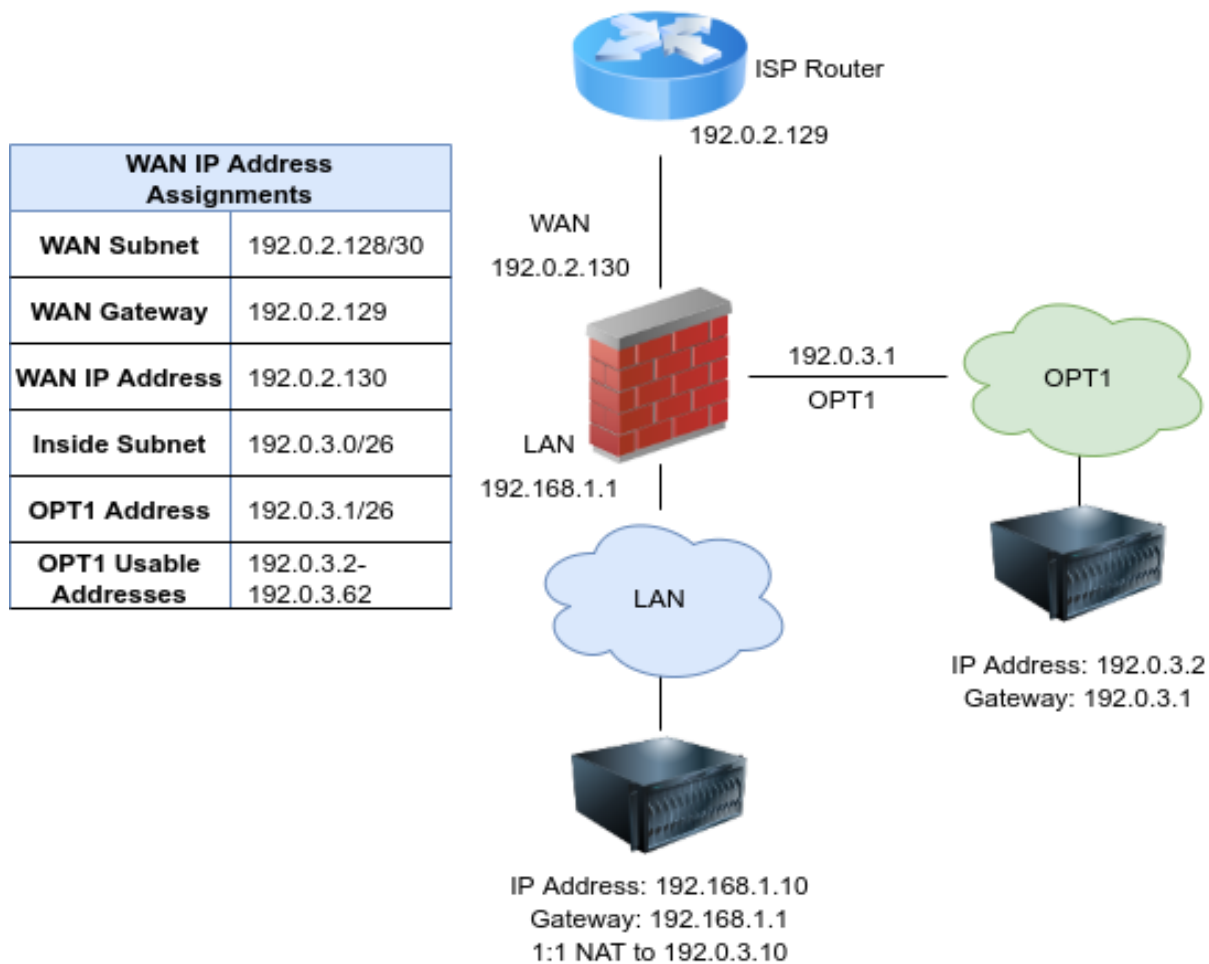 ISP Router
192.0.2.129
WAN IP Address
Assignments
WAN Subnet 192.0.2.128/30
WAN Gateway 192.0.2.129
WAN IP Address 192.0.2.130
Inside Subnet 192.0.3.0/26
OPT1 Address 192.0.3.1/26
OPT1 Usable 192.0.3.2-
Addresses 192.0.3.62
WAN
192.0.2.130
192.0.3.1
OPT1
OPT1
LAN
192.168.1.1
LAN
IP Address: 192.0.3.2
Gateway: 192.0.3.1
IP Address: 192.168.1.10
Gateway: 192.168.1.1
1:1 NAT to 192.0.3.10